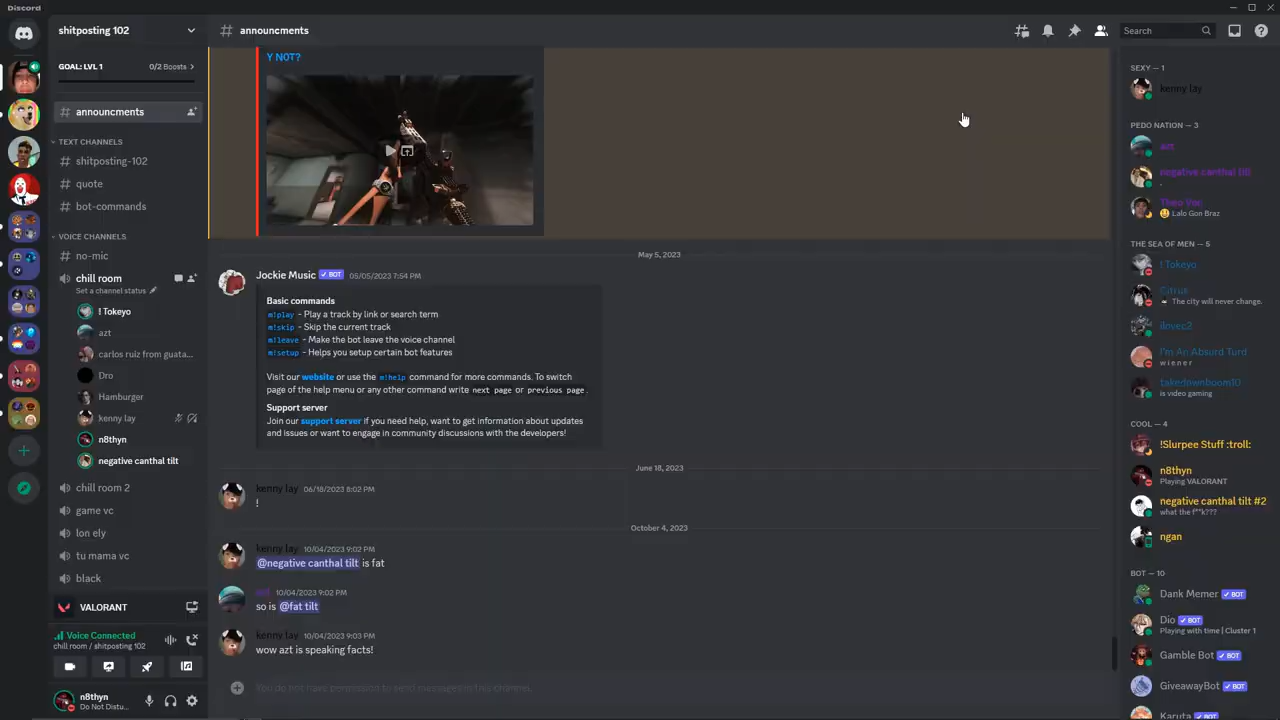 Discord
shitposting 102
announcments
Search
GOAL: LVL 1
0/2 Boosts
announcments
TEXT CHANNELS
shitposting-102
quote
bot-commands
VOICE CHANNELS
no-mic
chill room
Set a channel status
! Tokeyo
azt
carlos ruiz from guata...
Dro
Hamburger
kenny lay
n8thyn
negative canthal tilt
chill room 2
game vc
lon ely
tu mama vc
black
VALORANT
Voice Connected
chill room / shitposting 102
n8thyn
Do Not Distu...
Y NOT?
May 5, 2023
Jockie Music BOT 05/05/2023 7:54 PM
Basic commands
m!play - Play a track by link or search term
m!skip - Skip the current track
m!leave - Make the bot leave the voice channel
m!setup - Helps you setup certain bot features
Visit our website or use the m!help command for more commands. To switch
page of the help menu or any other command write next page or previous page.
Support server
Join our support server if you need help, want to get information about updates
and issues or want to engage in community discussions with the developers!
June 18, 2023
kenny lay 06/18/2023 8:02 PM
!
October 4, 2023
kenny lay 10/04/2023 9:02 PM
@negative canthal tilt is fat
azt 10/04/2023 9:02 PM
so is @fat tilt
kenny lay 10/04/2023 9:03 PM
wow azt is speaking facts!
You do not have permission to send messages in this channel.
SEXY — 1
kenny lay
PEDO NATION — 3
azt
negative canthal tilt
.
Theo Von
Lalo Gon Braz
THE SEA OF MEN — 5
! Tokeyo
Citrus
The city will never change.
ilovec2
I'm An Absurd Turd
w i e n e r
takedownboom10
is video gaming
COOL — 4
!Slurpee Stuff :troll:
n8thyn
Playing VALORANT
negative canthal tilt #2
what the f**k???
ngan
BOT — 10
Dank Memer BOT
Dio BOT
Playing with time | Cluster 1
Gamble Bot BOT
GiveawayBot BOT
Karuta BOT